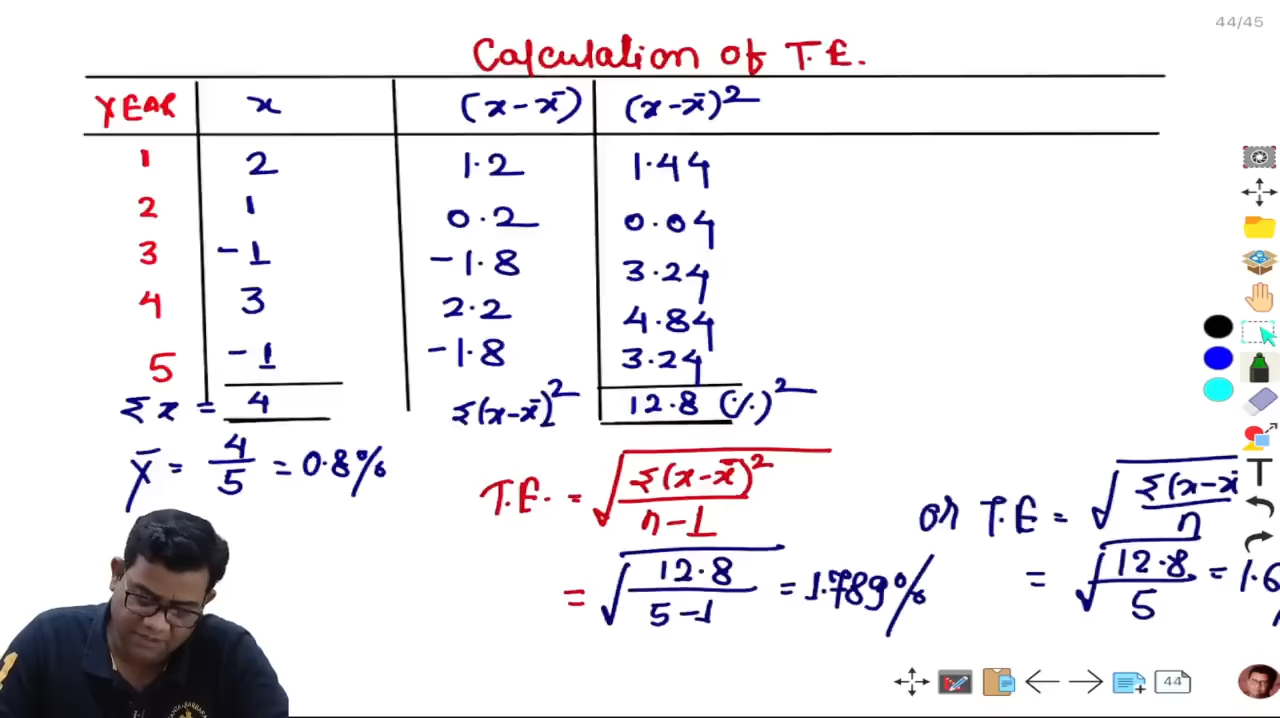 44/45
Calculation of T.E.
YEAR x (x-x̄) (x-x̄)²
1 2 1.2 1.44
2 1 0.2 0.04
3 -1 -1.8 3.24
4 3 2.2 4.84
5 -1 -1.8 3.24
Σx = 4 Σ(x-x̄)² 12.8 (%)²
X̄ = 4/5 = 0.8%
T.E. = √(Σ(x-x̄)²/(n-1))
= √(12.8/(5-1)) = 1.789%
or T.E = √(Σ(x-x̄/n
= √(12.8/5) = 1.6
T
44